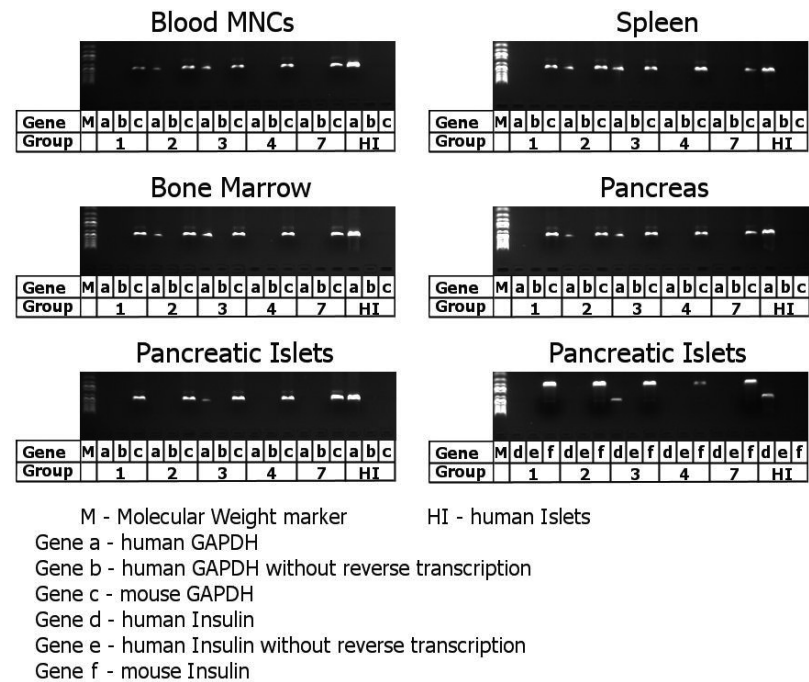 Blood MNCs Spleen
Gene M a b c a b c a b c a b c a b c a b c Gene M a b c a b c a b c a b c a b c a b c
Group 1 2 3 4 7 HI Group 1 2 3 4 7 HI
Bone Marrow Pancreas
Gene M a b c a b c a b c a b c a b c a b c Gene M a b c a b c a b c a b c a b c a b c
Group 1 2 3 4 7 HI Group 1 2 3 4 7 HI
Pancreatic Islets Pancreatic Islets
Gene M a b c a b c a b c a b c a b c a b c Gene M d e f d e f d e f d e f d e f d e f
Group 1 2 3 4 7 HI Group 1 2 3 4 7 HI
M - Molecular Weight marker HI - human Islets
Gene a - human GAPDH
Gene b - human GAPDH without reverse transcription
Gene c - mouse GAPDH
Gene d - human Insulin
Gene e - human Insulin without reverse transcription
Gene f - mouse Insulin